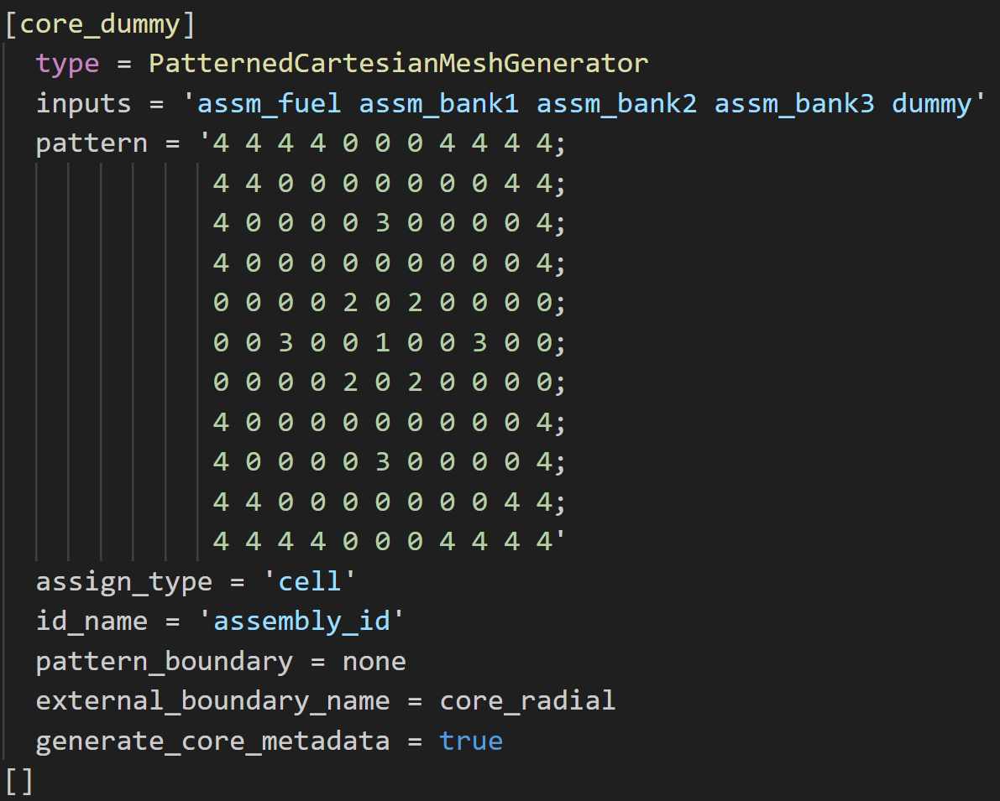 [core_dummy]
  type = PatternedCartesianMeshGenerator
  inputs = 'assm_fuel assm_bank1 assm_bank2 assm_bank3 dummy'
  pattern = '4 4 4 4 0 0 0 4 4 4 4;
             4 4 0 0 0 0 0 0 0 4 4;
             4 0 0 0 0 3 0 0 0 0 4;
             4 0 0 0 0 0 0 0 0 0 4;
             0 0 0 0 2 0 2 0 0 0 0;
             0 0 3 0 0 1 0 0 3 0 0;
             0 0 0 0 2 0 2 0 0 0 0;
             4 0 0 0 0 0 0 0 0 0 4;
             4 0 0 0 0 3 0 0 0 0 4;
             4 4 0 0 0 0 0 0 0 4 4;
             4 4 4 4 0 0 0 4 4 4 4'
  assign_type = 'cell'
  id_name = 'assembly_id'
  pattern_boundary = none
  external_boundary_name = core_radial
  generate_core_metadata = true
[]